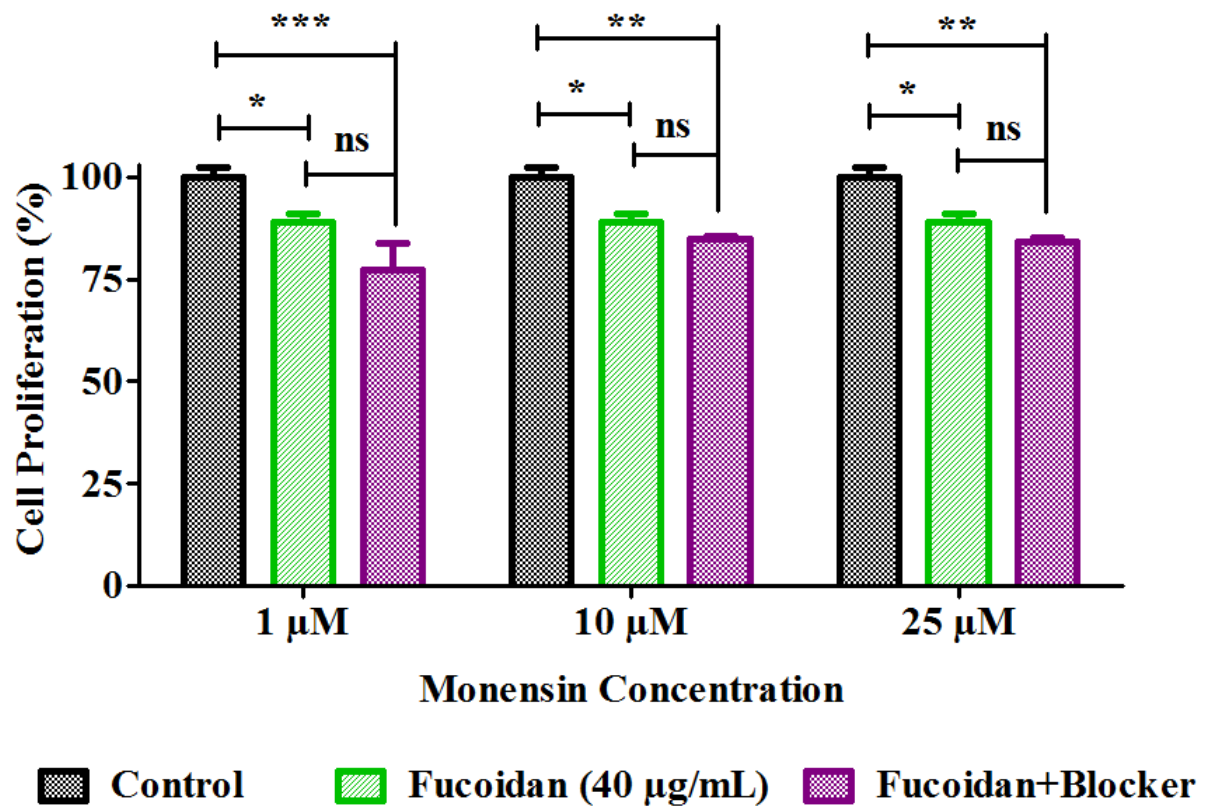 *** ** **
* * *
ns ns ns
Cell Proliferation (%)
100
75
50
25
0
1 µM 10 µM 25 µM
Monensin Concentration
Control Fucoidan (40 µg/mL) Fucoidan+Blocker